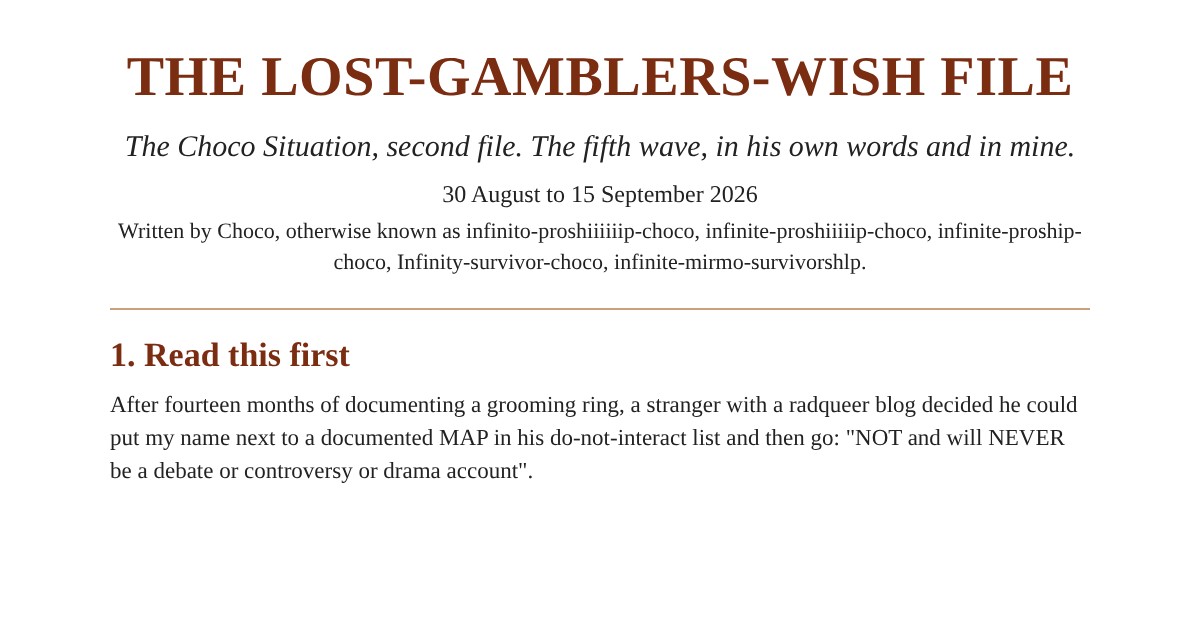 THE LOST-GAMBLERS-WISH FILE
The Choco Situation, second file. The fifth wave, in his own words and in mine.
30 August to 15 September 2026
Written by Choco, otherwise known as infinito-proshiiiiiip-choco, infinite-proshiiiiip-choco, infinite-proship-
choco, Infinity-survivor-choco, infinite-mirmo-survivorshlp.
1. Read this first
After fourteen months of documenting a grooming ring, a stranger with a radqueer blog decided he could
put my name next to a documented MAP in his do-not-interact list and then go: "NOT and will NEVER
be a debate or controversy or drama account".